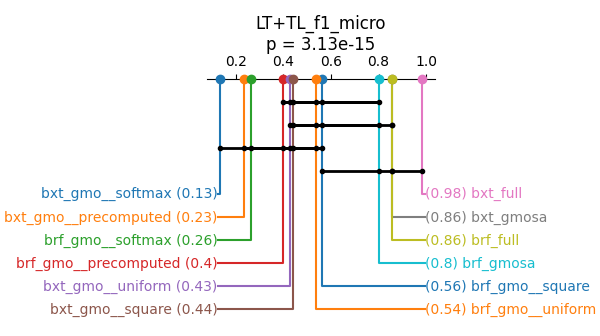 LT+TL_f1_micro
p = 3.13e-15
0.2 0.4 0.6 0.8 1.0
bxt_gmo__softmax (0.13) (0.98) bxt_full
bxt_gmo__precomputed (0.23) (0.86) bxt_gmosa
brf_gmo__softmax (0.26) (0.86) brf_full
brf_gmo__precomputed (0.4) (0.8) brf_gmosa
bxt_gmo__uniform (0.43) (0.56) brf_gmo__square
bxt_gmo__square (0.44) (0.54) brf_gmo__uniform